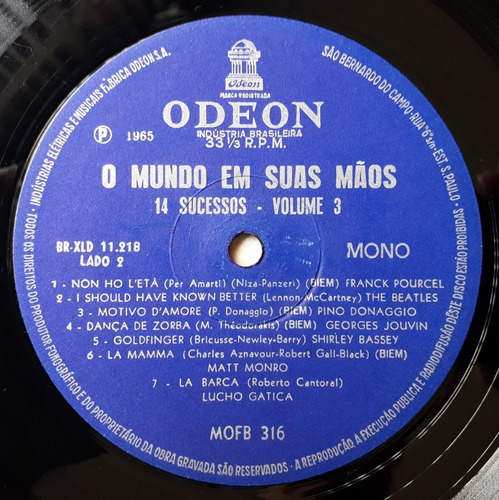 Odeon
MARCA REGISTRADA
ODEON
INDÚSTRIA BRASILEIRA
33 1/3 R.P.M.
℗ 1965
O MUNDO EM SUAS MÃOS
14 SUCESSOS - VOLUME 3
BR-XLD 11.218
LADO 2
MONO
1 - NON HO L'ETÀ (Per Amarti) (Niza-Panzeri) (BIEM) FRANCK POURCEL
2 - I SHOULD HAVE KNOWN BETTER (Lennon-McCartney) THE BEATLES
3 - MOTIVO D'AMORE (P. Donaggio) (BIEM) PINO DONAGGIO
4 - DANÇA DE ZORBA (M. Théodorakis) (BIEM) GEORGES JOUVIN
5 - GOLDFINGER (Bricusse-Newley-Barry) SHIRLEY BASSEY
6 - LA MAMMA (Charles Aznavour-Robert Gall-Black) (BIEM)
MATT MONRO
7 - LA BARCA (Roberto Cantoral)
LUCHO GATICA
MOFB 316
INDÚSTRIAS ELÉTRICAS E MUSICAIS FÁBRICA ODEON S.A.
SÃO BERNARDO DO CAMPO-RUA "6" s/n-EST. S. PAULO
- TODOS OS DIREITOS DO PRODUTOR FONOGRÁFICO E DO PROPRIETÁRIO DA OBRA GRAVADA SÃO RESERVADOS - A REPRODUÇÃO, A EXECUÇÃO PÚBLICA E RADIODIFUSÃO DÊSTE DISCO ESTÃO PROIBIDAS -